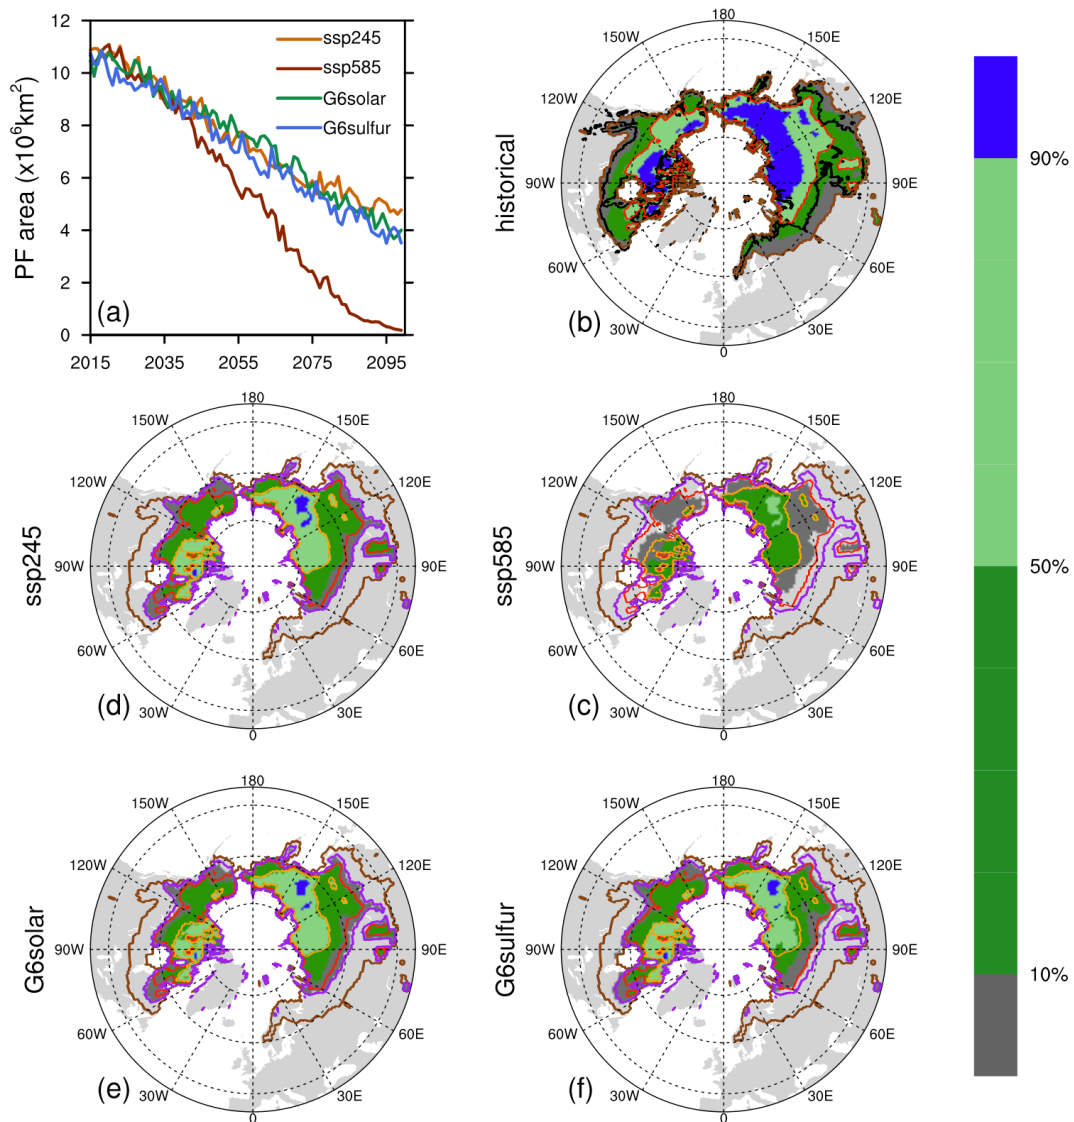 12
10
8
6
4
2
0
PF area (x10⁶km²)
ssp245
ssp585
G6solar
G6sulfur
(a)
2015 2035 2055 2075 2095
historical
180
150W 150E
120W 120E
90W 90E
60W 60E
30W 30E
0
(b)
90%
50%
10%
ssp245
180
150W 150E
120W 120E
90W 90E
60W 60E
30W 30E
0
(d)
ssp585
180
150W 150E
120W 120E
90W 90E
60W 60E
30W 30E
0
(c)
G6solar
180
150W 150E
120W 120E
90W 90E
60W 60E
30W 30E
0
(e)
G6sulfur
180
150W 150E
120W 120E
90W 90E
60W 60E
30W 30E
0
(f)